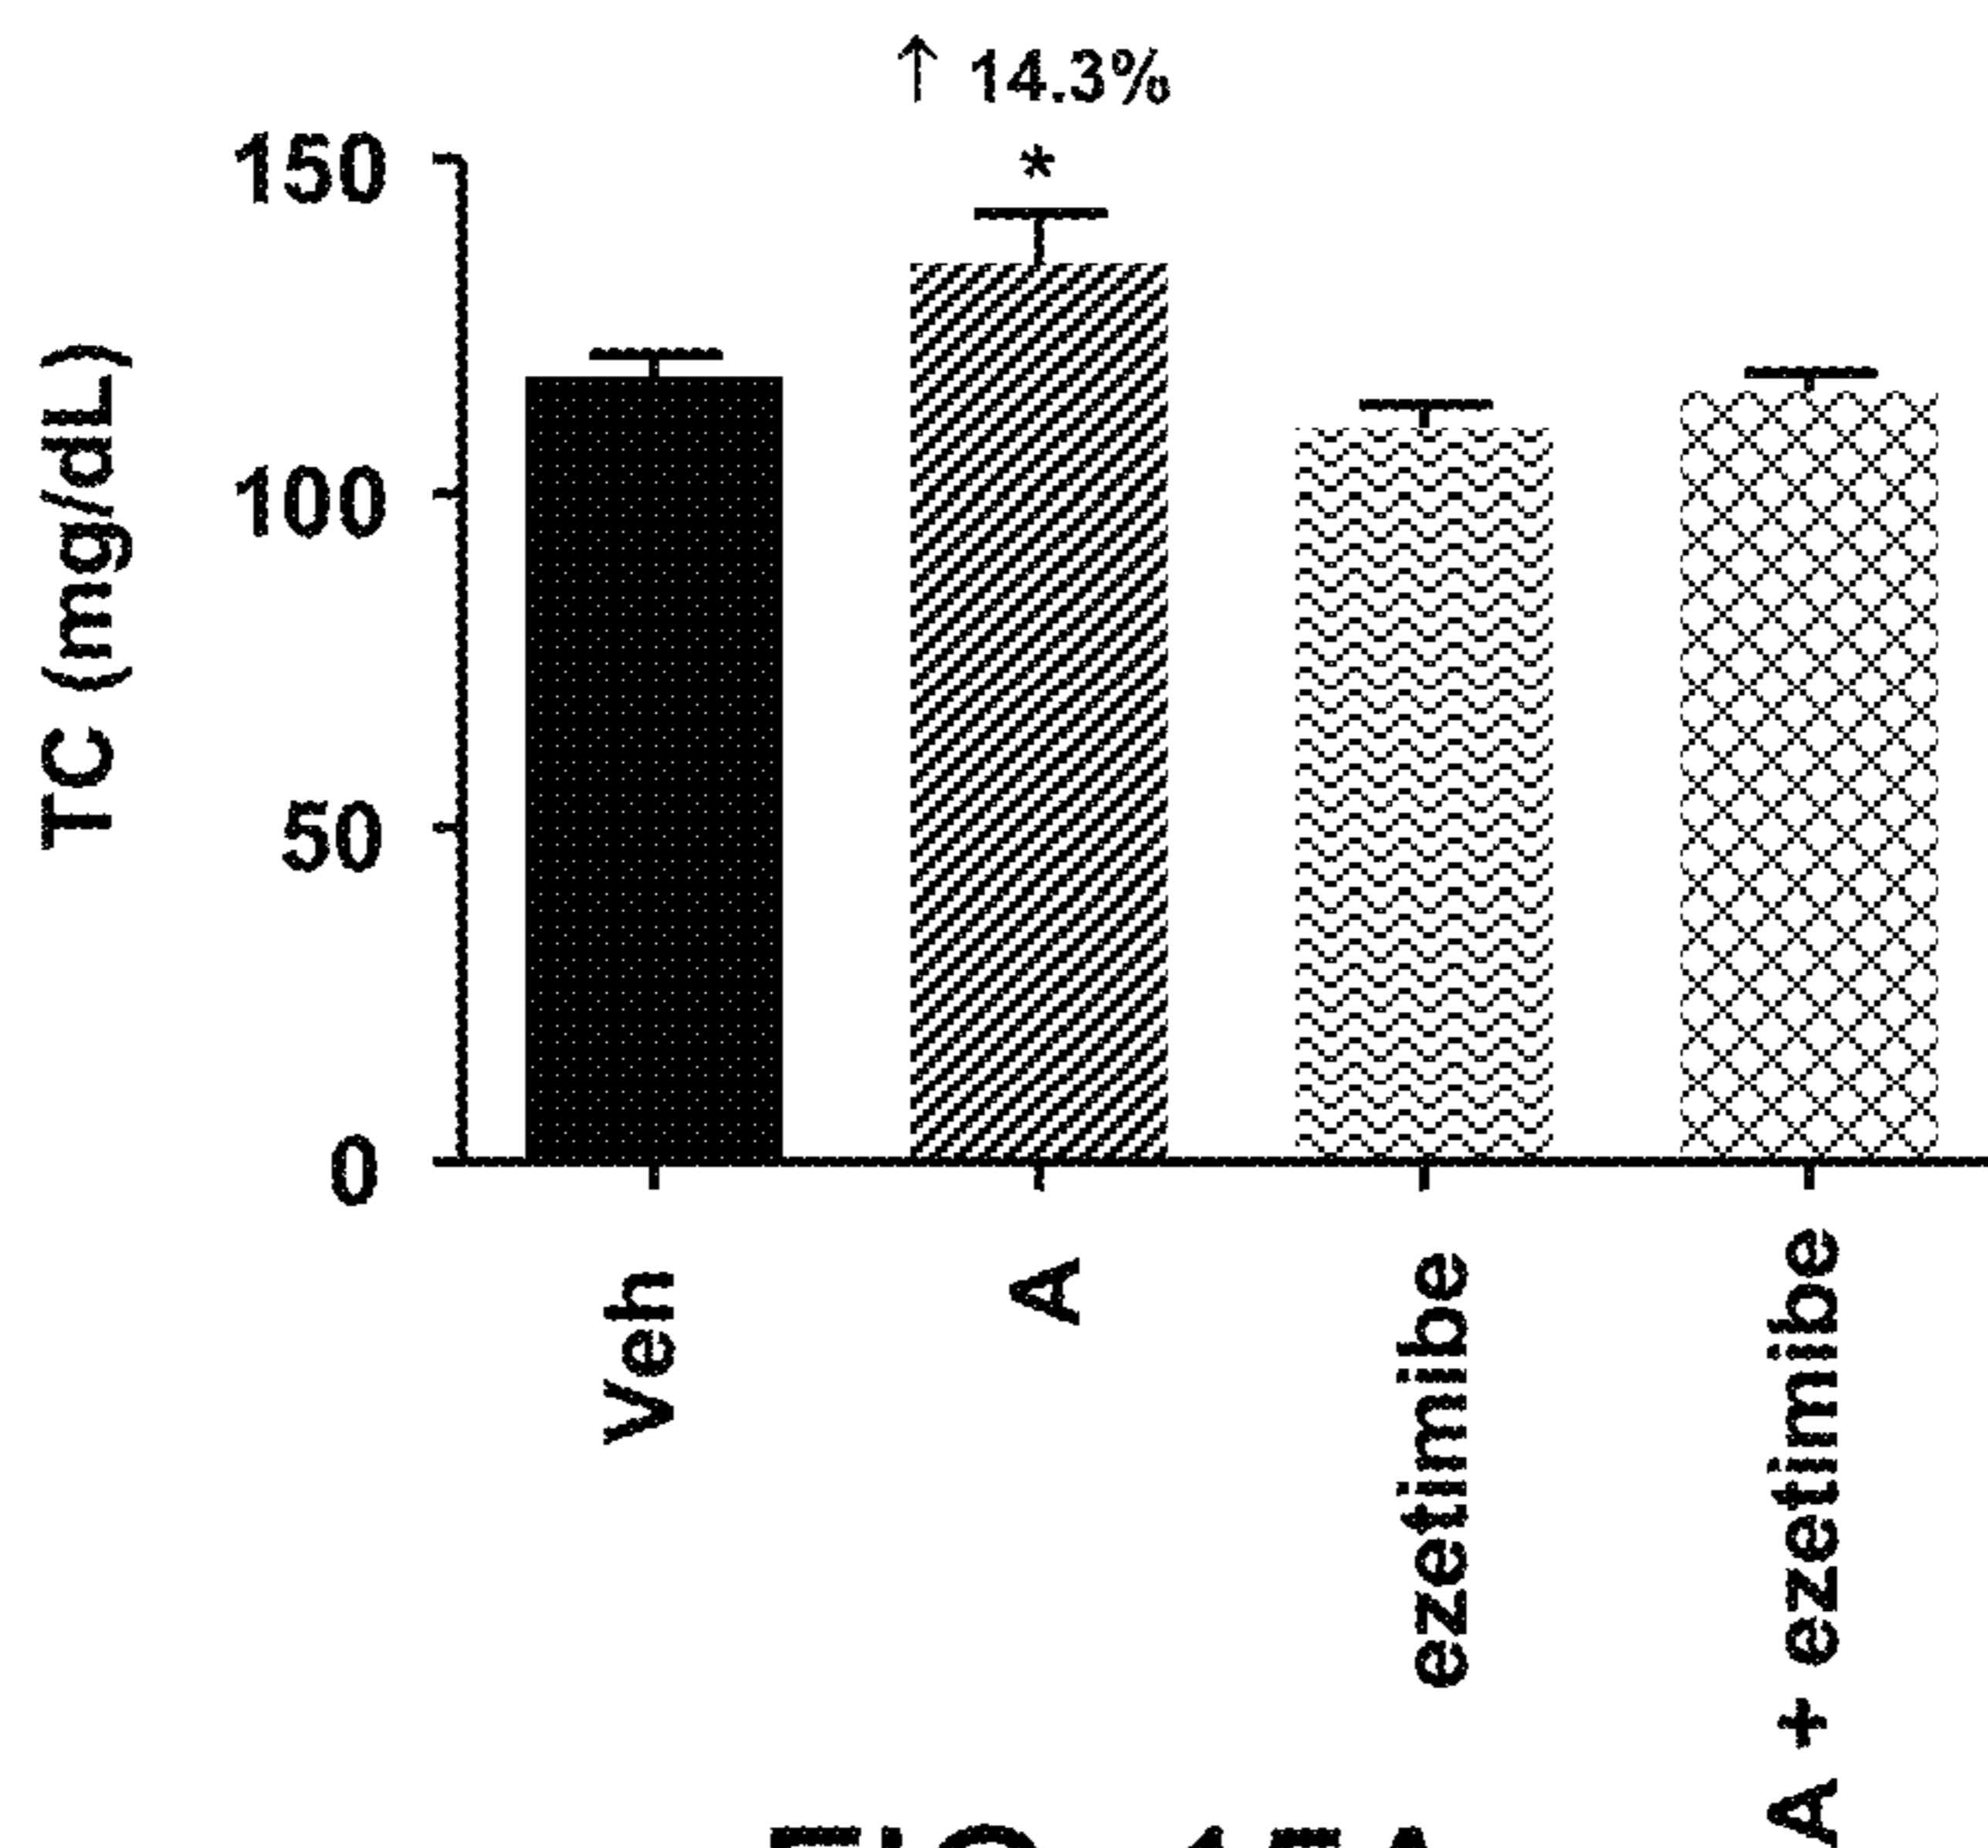 ↑ 14.3%
*
150
100
50
0
TC (mg/dL)
Veh
A
ezetimibe
A + ezetimibe